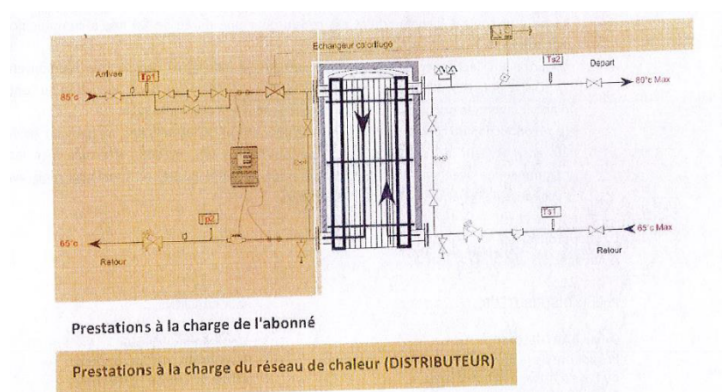 Echangeur calorifugé
Arrivée
Tp1
85°c
Ts2
Départ
80°c Max
65°c
Retour
Ts1
65°c Max
Retour
Prestations à la charge de l'abonné
Prestations à la charge du réseau de chaleur (DISTRIBUTEUR)